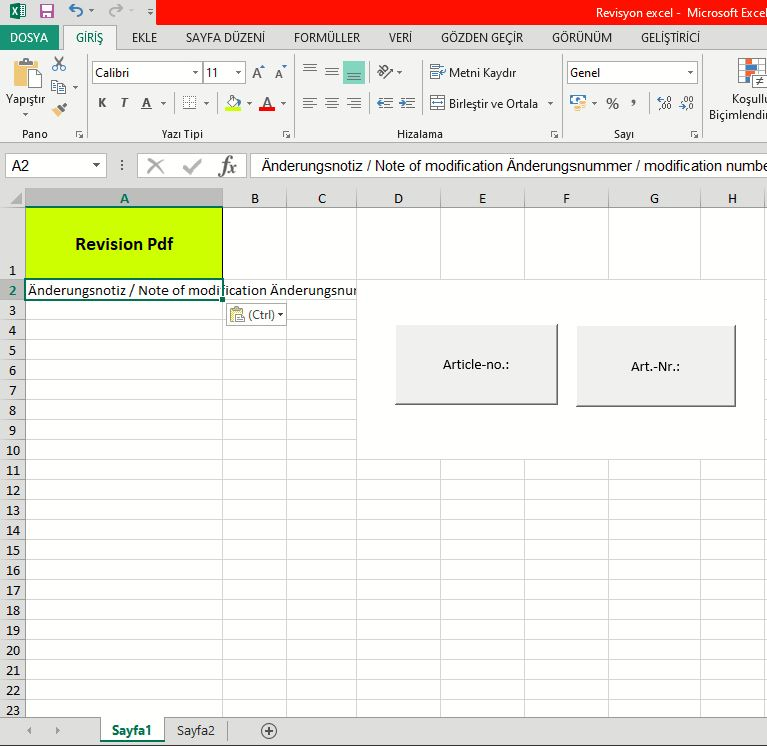 Revisyon excel - Microsoft Excel
DOSYA GİRİŞ EKLE SAYFA DÜZENİ FORMÜLLER VERİ GÖZDEN GEÇİR GÖRÜNÜM GELİŞTİRİCİ
Calibri 11 Metni Kaydır Genel
Yapıştır K T A A Birleştir ve Ortala % Koşullu
Biçimlendir
Pano Yazı Tipi Hizalama Sayı
A2 fx Änderungsnotiz / Note of modification Änderungsnummer / modification numbe
A B C D E F G H
Revision Pdf
1
2 Änderungsnotiz / Note of modification Änderungsnur
3 (Ctrl)
4
5
6 Article-no.: Art.-Nr.:
7
8
9
10
11
12
13
14
15
16
17
18
19
20
21
22
23
Sayfa1 Sayfa2